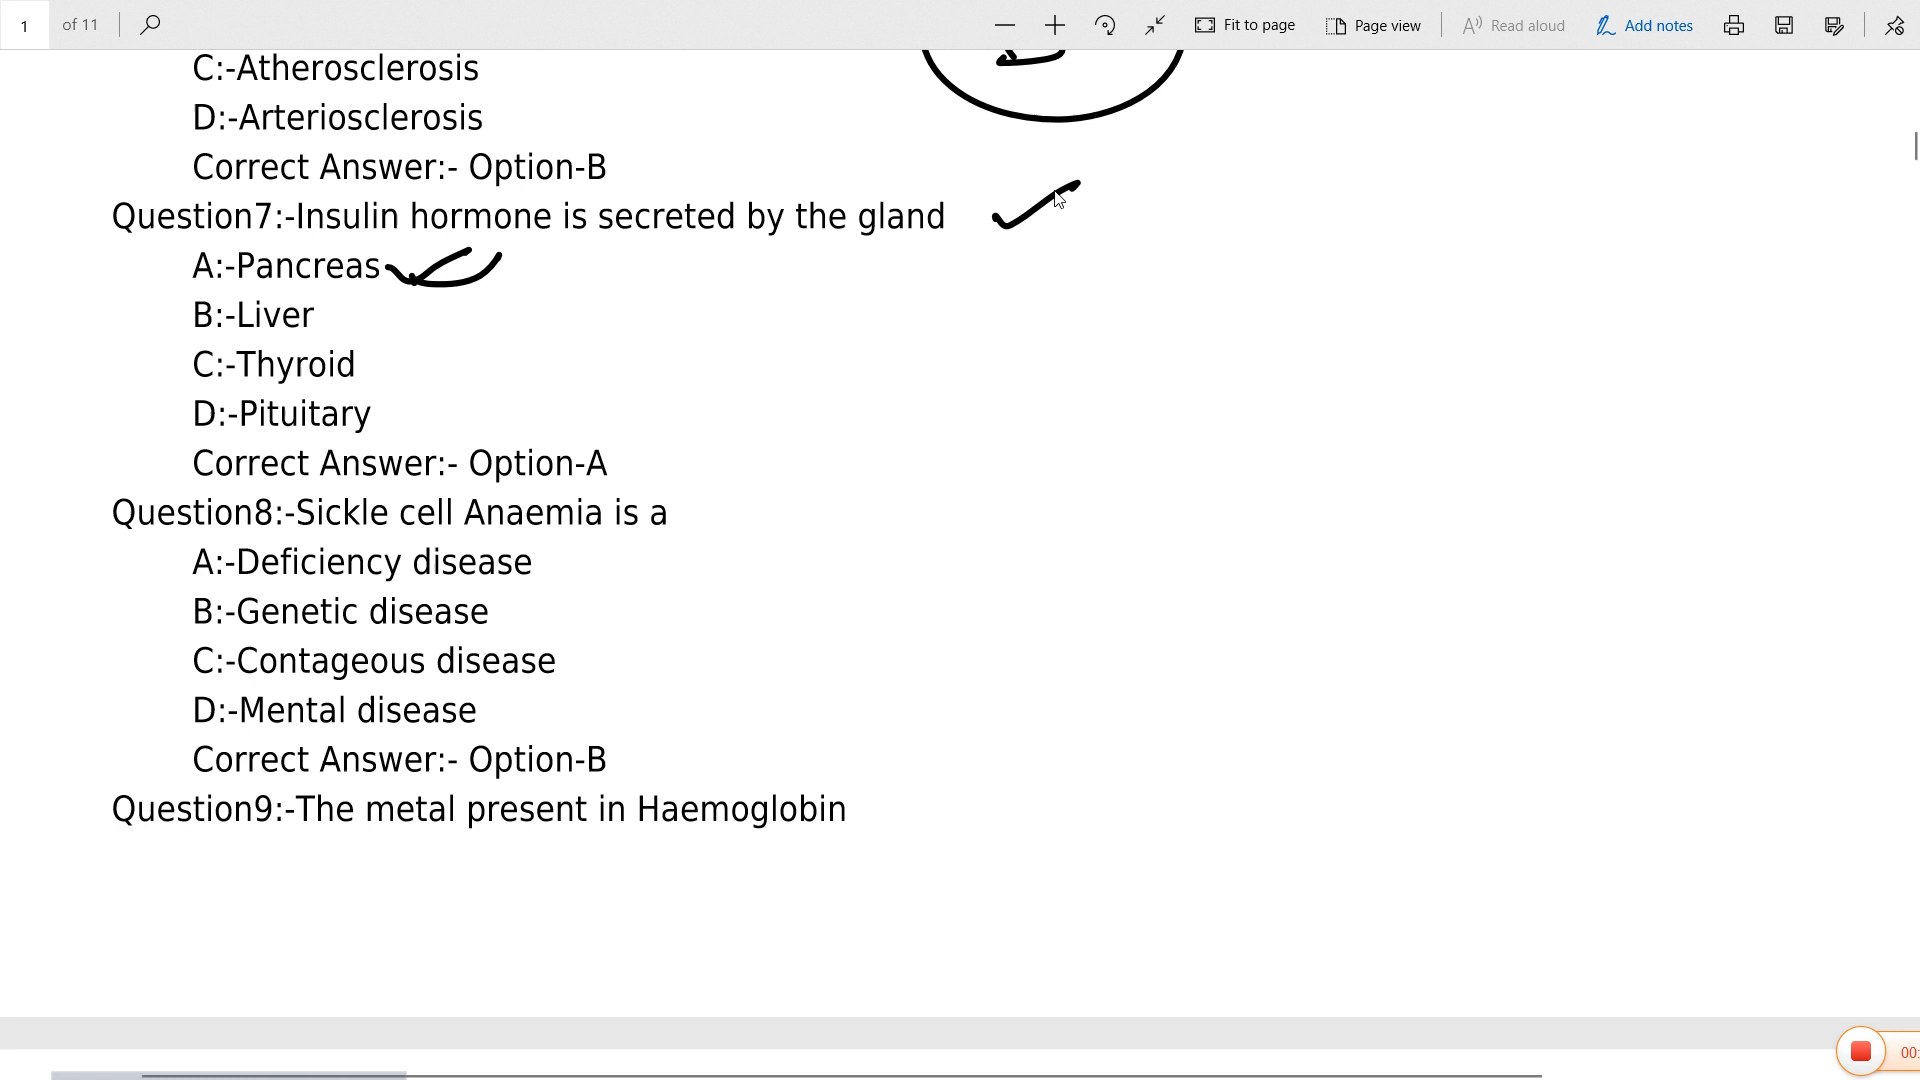 1 of 11 Fit to page Page view Read aloud Add notes
C:-Atherosclerosis
D:-Arteriosclerosis
Correct Answer:- Option-B
Question7:-Insulin hormone is secreted by the gland
A:-Pancreas
B:-Liver
C:-Thyroid
D:-Pituitary
Correct Answer:- Option-A
Question8:-Sickle cell Anaemia is a
A:-Deficiency disease
B:-Genetic disease
C:-Contageous disease
D:-Mental disease
Correct Answer:- Option-B
Question9:-The metal present in Haemoglobin
00: